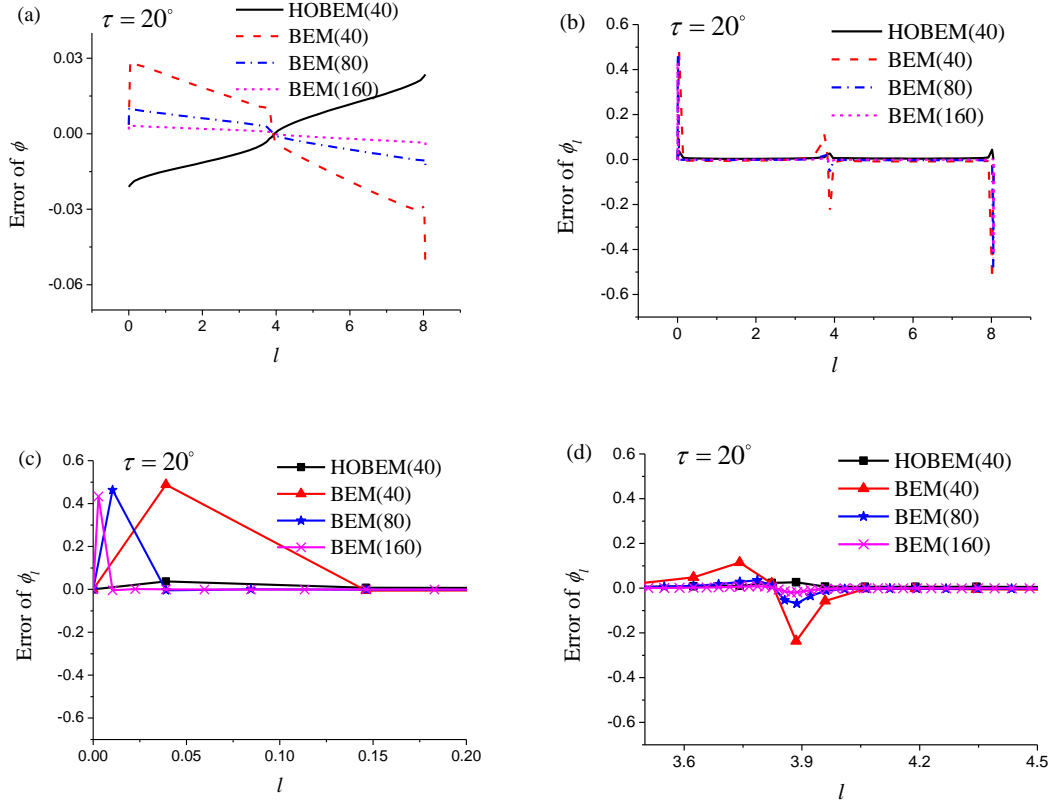 (a)
τ = 20°
HOBEM(40)
BEM(40)
BEM(80)
BEM(160)
0.03
0.00
-0.03
-0.06
Error of ϕ
0 2 4 6 8
l
(b)
τ = 20°
HOBEM(40)
BEM(40)
BEM(80)
BEM(160)
0.6
0.4
0.2
0.0
-0.2
-0.4
-0.6
Error of ϕ_l
0 2 4 6 8
l
(c)
τ = 20°
HOBEM(40)
BEM(40)
BEM(80)
BEM(160)
0.6
0.4
0.2
0.0
-0.2
-0.4
-0.6
Error of ϕ_l
0.00 0.05 0.10 0.15 0.20
l
(d)
τ = 20°
HOBEM(40)
BEM(40)
BEM(80)
BEM(160)
0.6
0.4
0.2
0.0
-0.2
-0.4
-0.6
Error of ϕ_l
3.6 3.9 4.2 4.5
l